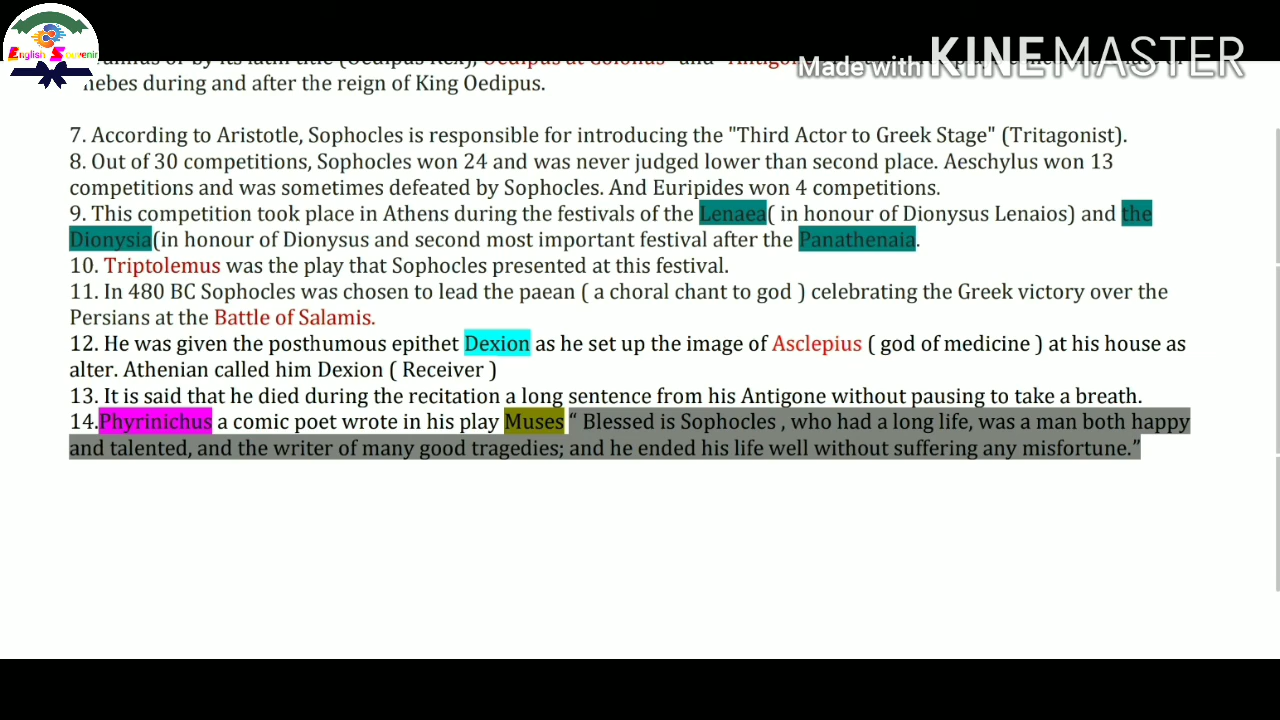 English Souvenir
Made with KINEMASTER
by its
nebes during and after the reign of King Oedipus.
7. According to Aristotle, Sophocles is responsible for introducing the "Third Actor to Greek Stage" (Tritagonist).
8. Out of 30 competitions, Sophocles won 24 and was never judged lower than second place. Aeschylus won 13
competitions and was sometimes defeated by Sophocles. And Euripides won 4 competitions.
9. This competition took place in Athens during the festivals of the Lenaea( in honour of Dionysus Lenaios) and the
Dionysia(in honour of Dionysus and second most important festival after the Panathenaia.
10. Triptolemus was the play that Sophocles presented at this festival.
11. In 480 BC Sophocles was chosen to lead the paean ( a choral chant to god ) celebrating the Greek victory over the
Persians at the Battle of Salamis.
12. He was given the posthumous epithet Dexion as he set up the image of Asclepius ( god of medicine ) at his house as
alter. Athenian called him Dexion ( Receiver )
13. It is said that he died during the recitation a long sentence from his Antigone without pausing to take a breath.
14.Phyrinichus a comic poet wrote in his play Muses “ Blessed is Sophocles , who had a long life, was a man both happy
and talented, and the writer of many good tragedies; and he ended his life well without suffering any misfortune.”